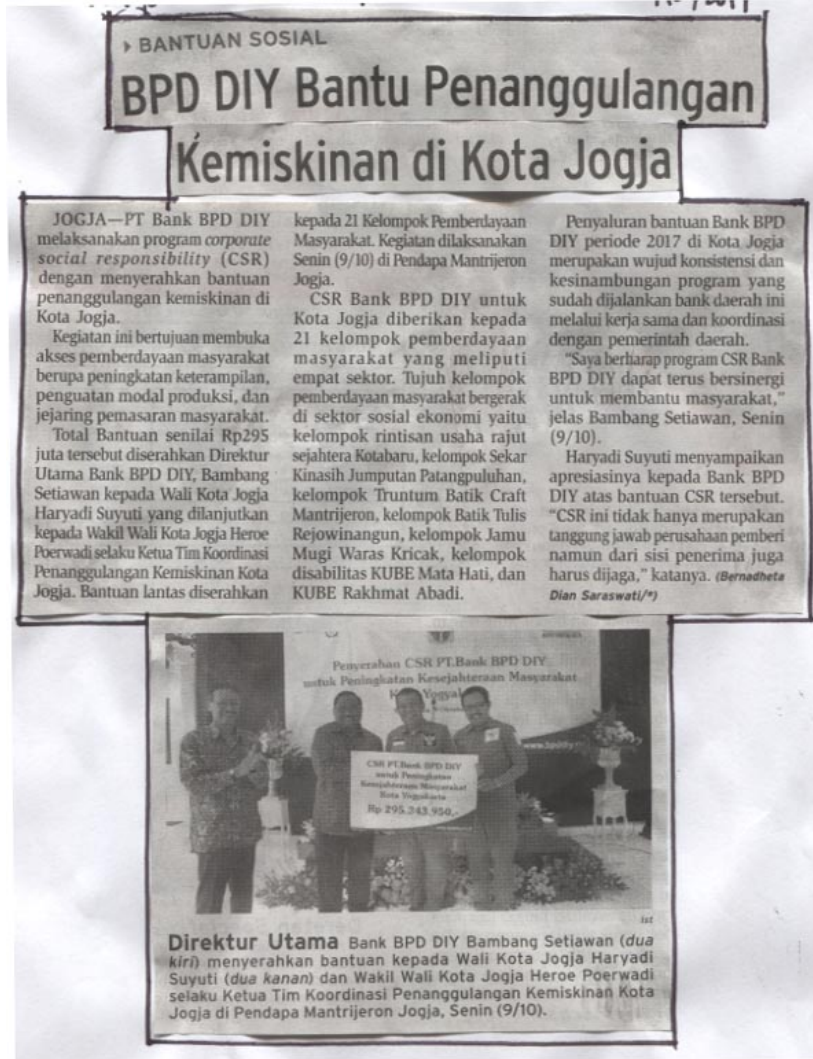 ▸ BANTUAN SOSIAL
BPD DIY Bantu Penanggulangan
Kemiskinan di Kota Jogja
JOGJA—PT Bank BPD DIY
melaksanakan program corporate
social responsibility (CSR)
dengan menyerahkan bantuan
penanggulangan kemiskinan di
Kota Jogja.
Kegiatan ini bertujuan membuka
akses pemberdayaan masyarakat
berupa peningkatan keterampilan,
penguatan modal produksi, dan
jejaring pemasaran masyarakat.
Total Bantuan senilai Rp295
juta tersebut diserahkan Direktur
Utama Bank BPD DIY, Bambang
Setiawan kepada Wali Kota Jogja
Haryadi Suyuti yang dilanjutkan
kepada Wakil Wali Kota Jogja Heroe
Poerwadi selaku Ketua Tim Koordinasi
Penanggulangan Kemiskinan Kota
Jogja. Bantuan lantas diserahkan
kepada 21 Kelompok Pemberdayaan
Masyarakat. Kegiatan dilaksanakan
Senin (9/10) di Pendapa Mantrijeron
Jogja.
CSR Bank BPD DIY untuk
Kota Jogja diberikan kepada
21 kelompok pemberdayaan
masyarakat yang meliputi
empat sektor. Tujuh kelompok
pemberdayaan masyarakat bergerak
di sektor sosial ekonomi yaitu
kelompok rintisan usaha rajut
sejahtera Kotabaru, kelompok Sekar
Kinasih Jumputan Patangpuluhan,
kelompok Truntum Batik Craft
Mantrijeron, kelompok Batik Tulis
Rejowinangun, kelompok Jamu
Mugi Waras Kricak, kelompok
disabilitas KUBE Mata Hati, dan
KUBE Rakhmat Abadi.
Penyaluran bantuan Bank BPD
DIY periode 2017 di Kota Jogja
merupakan wujud konsistensi dan
kesinambungan program yang
sudah dijalankan bank daerah ini
melalui kerja sama dan koordinasi
dengan pemerintah daerah.
“Saya berharap program CSR Bank
BPD DIY dapat terus bersinergi
untuk membantu masyarakat,”
jelas Bambang Setiawan, Senin
(9/10).
Haryadi Suyuti menyampaikan
apresiasinya kepada Bank BPD
DIY atas bantuan CSR tersebut.
“CSR ini tidak hanya merupakan
tanggung jawab perusahaan pemberi
namun dari sisi penerima juga
harus dijaga,” katanya. (Bernadheta
Dian Saraswati/*)
Penyerahan CSR PT.Bank BPD DIY
untuk Peningkatan Kesejahteraan Masyarakat
CSR PT.Bank BPD DIY
untuk Peningkatan
Kesejahteraan Masyarakat
Kota Yogyakarta
Rp 295.343.950,-
Ist
Direktur Utama Bank BPD DIY Bambang Setiawan (dua
kiri) menyerahkan bantuan kepada Wali Kota Jogja Haryadi
Suyuti (dua kanan) dan Wakil Wali Kota Jogja Heroe Poerwadi
selaku Ketua Tim Koordinasi Penanggulangan Kemiskinan Kota
Jogja di Pendapa Mantrijeron Jogja, Senin (9/10).